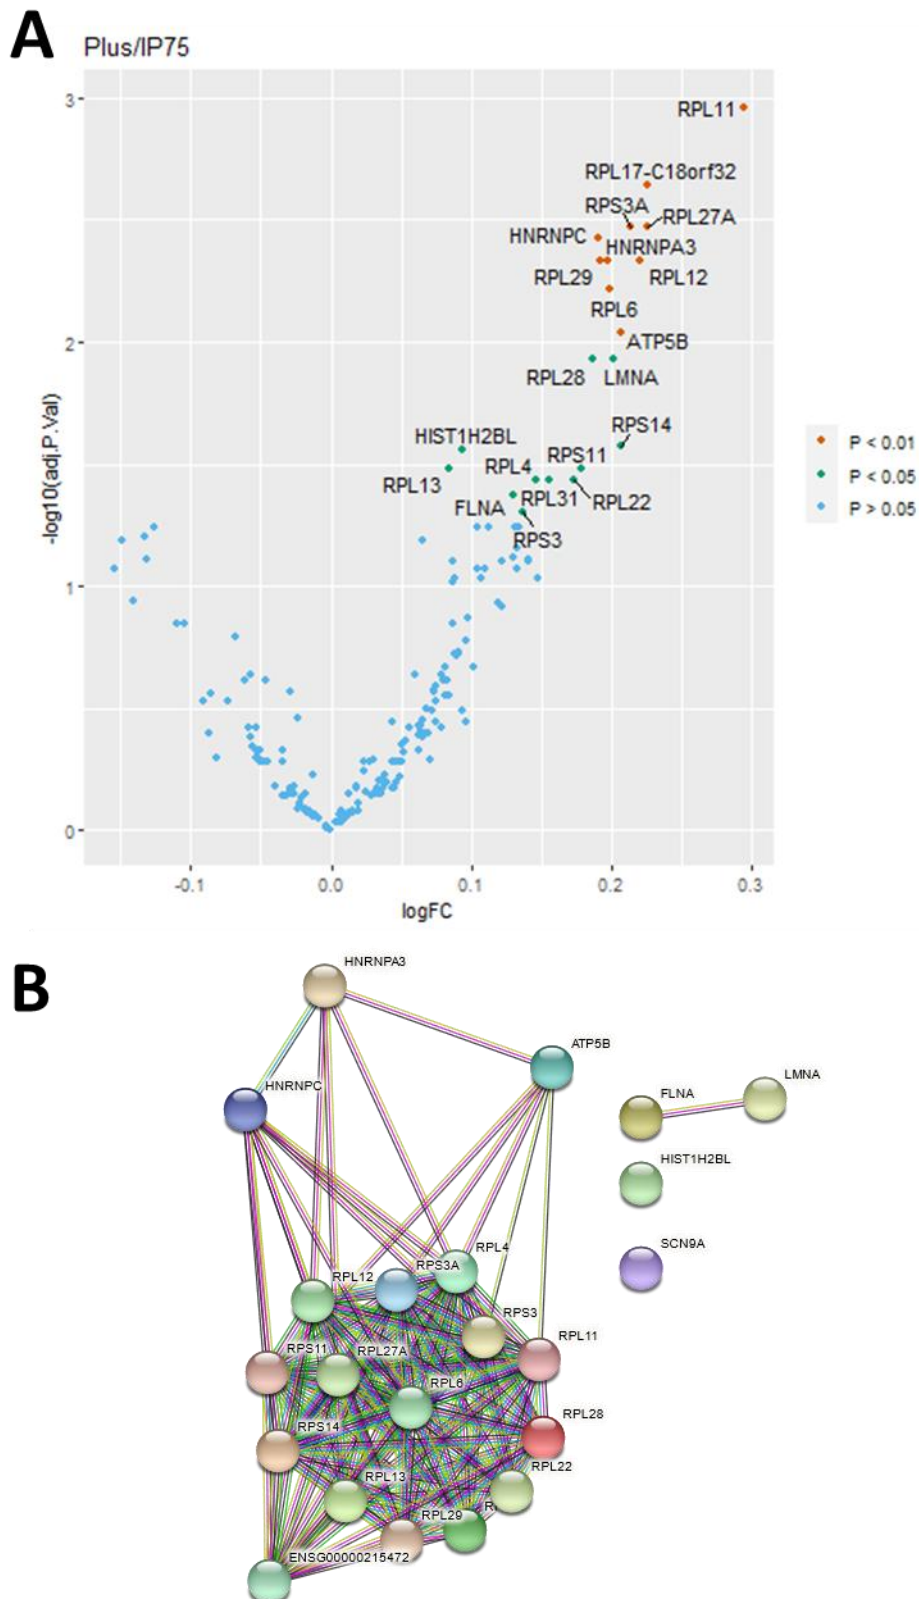 A
Plus/IP75
3
RPL11
RPL17-C18orf32
RPS3A
RPL27A
HNRNPC
HNRNPA3
RPL29
RPL12
RPL6
2
ATP5B
RPL28
LMNA
RPS14
HIST1H2BL
RPL4
RPS11
RPL13
RPL31
RPL22
FLNA
RPS3
P < 0.01
P < 0.05
P > 0.05
-log10(adj.P.Val)
1
0
-0.1
0.0
0.1
0.2
0.3
logFC
B
HNRNPA3
ATP5B
HNRNPC
LMNA
FLNA
HIST1H2BL
SCN9A
RPL4
RPS3A
RPL12
RPS3
RPL11
RPS11
RPL27A
RPL6
RPL28
RPS14
RPL22
RPL13
RPL29
ENSG00000215472